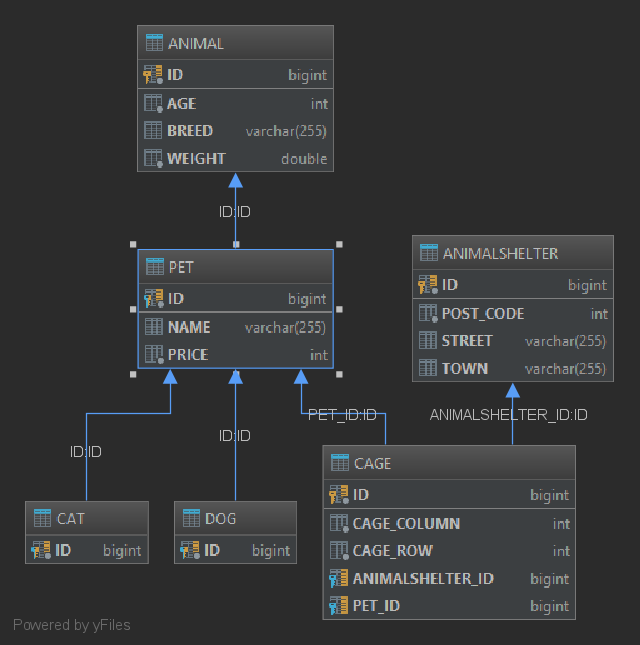 ANIMAL
ID bigint
AGE int
BREED varchar(255)
WEIGHT double
ID:ID
PET
ID bigint
NAME varchar(255)
PRICE int
ANIMALSHELTER
ID bigint
POST_CODE int
STREET varchar(255)
TOWN varchar(255)
ID:ID
ID:ID
PET_ID:ID
ANIMALSHELTER_ID:ID
CAT
ID bigint
DOG
ID bigint
CAGE
ID bigint
CAGE_COLUMN int
CAGE_ROW int
ANIMALSHELTER_ID bigint
PET_ID bigint
Powered by yFiles